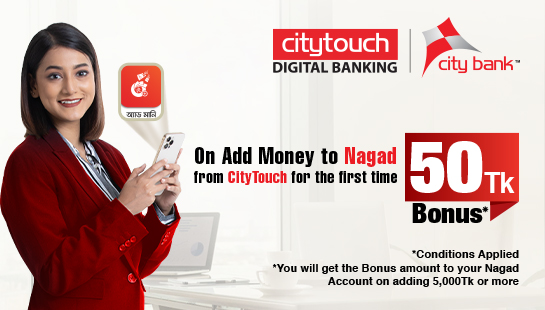 citytouch
DIGITAL BANKING
city bank™
অ্যাড মানি
On Add Money to Nagad
from CityTouch for the first time
50Tk
Bonus*
*Conditions Applied
*You will get the Bonus amount to your Nagad
Account on adding 5,000Tk or more